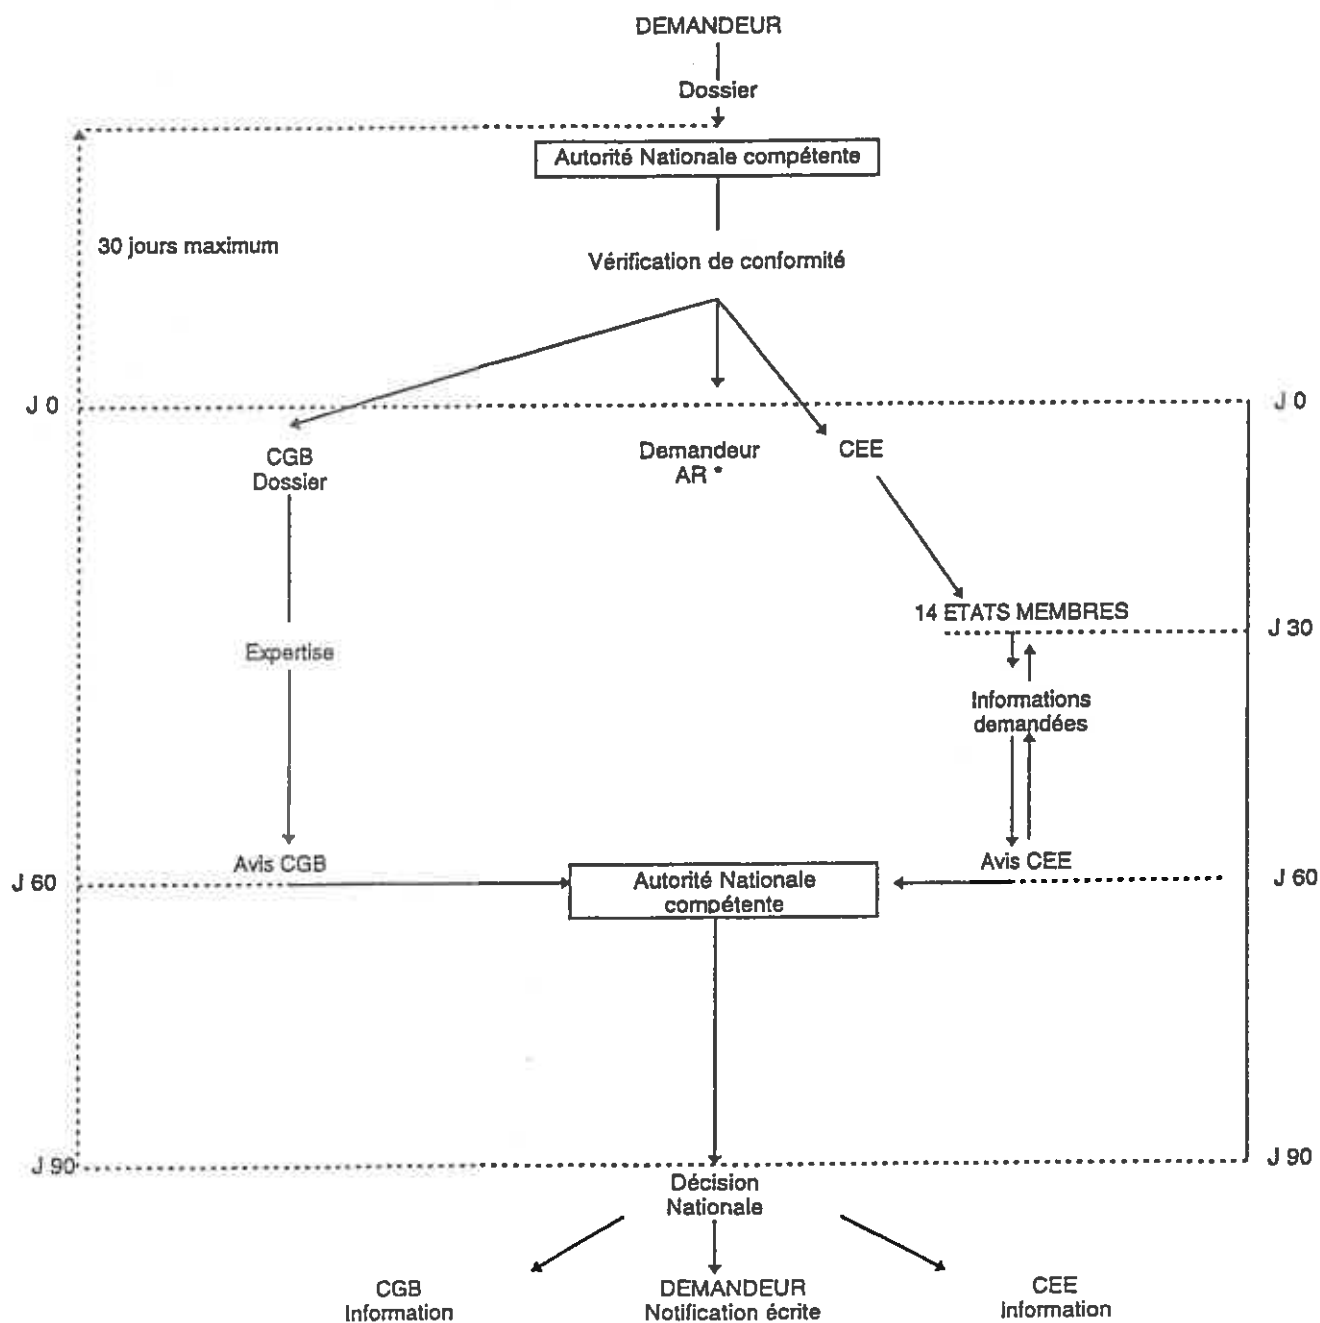 DEMANDEUR
Dossier
Autorité Nationale compétente
30 jours maximum
Vérification de conformité
J 0
J 0
CGB
Dossier
Demandeur
AR *
CEE
14 ETATS MEMBRES
J 30
Expertise
Informations
demandées
Avis CGB
Avis CEE
J 60
Autorité Nationale
compétente
J 60
J 90
J 90
Décision
Nationale
CGB
Information
DEMANDEUR
Notification écrite
CEE
Information